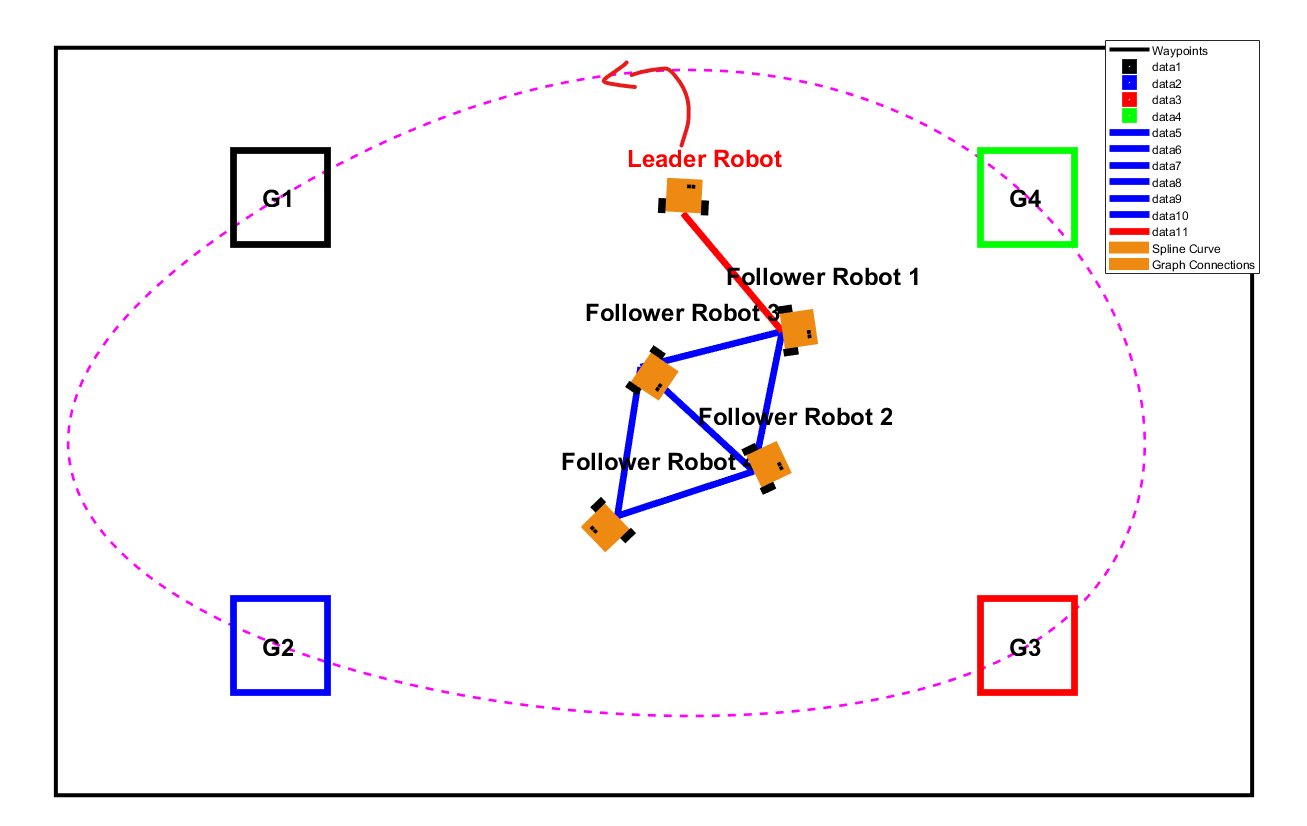 Waypoints
data1
data2
data3
data4
data5
data6
data7
data8
data9
data10
data11
Spline Curve
Graph Connections
Leader Robot
G1
G4
Follower Robot 1
Follower Robot 3
Follower Robot 2
Follower Robot
G2
G3